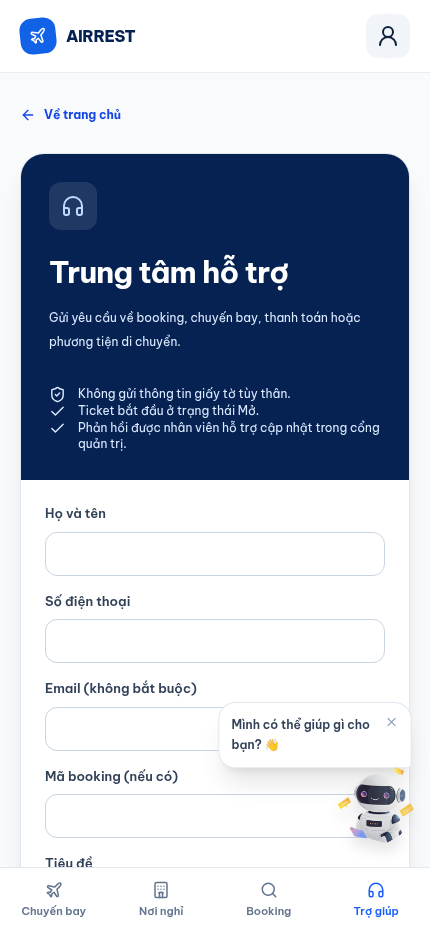 AIRREST
Về trang chủ
Trung tâm hỗ trợ
Gửi yêu cầu về booking, chuyến bay, thanh toán hoặc
phương tiện di chuyển.
Không gửi thông tin giấy tờ tùy thân.
Ticket bắt đầu ở trạng thái Mở.
Phản hồi được nhân viên hỗ trợ cập nhật trong cổng
quản trị.
Họ và tên
Số điện thoại
Email (không bắt buộc)
Mình có thể giúp gì cho
bạn? 👋
Mã booking (nếu có)
Tiêu đề
Chuyến bay
Nơi nghỉ
Booking
Trợ giúp